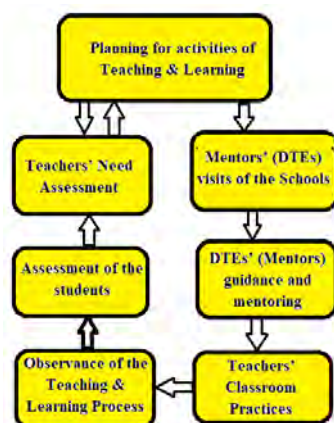 Planning for activities of
Teaching & Learning
Teachers' Need
Assessment
Mentors' (DTEs)
visits of the Schools
Assessment of the
students
DTEs' (Mentors)
guidance and
mentoring
Observance of the
Teaching &
Learning Process
Teachers'
Classroom
Practices